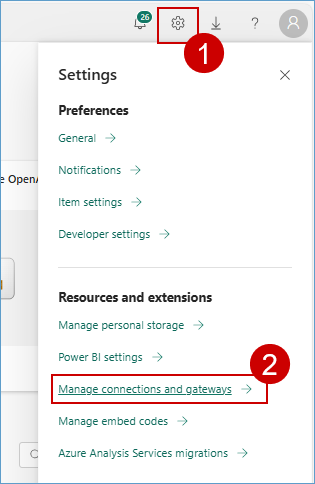 26
?
1
Settings
Preferences
e OpenA
General
Notifications
Item settings
Developer settings
Resources and extensions
Manage personal storage
Power BI settings
2
Manage connections and gateways
Manage embed codes
Azure Analysis Services migrations